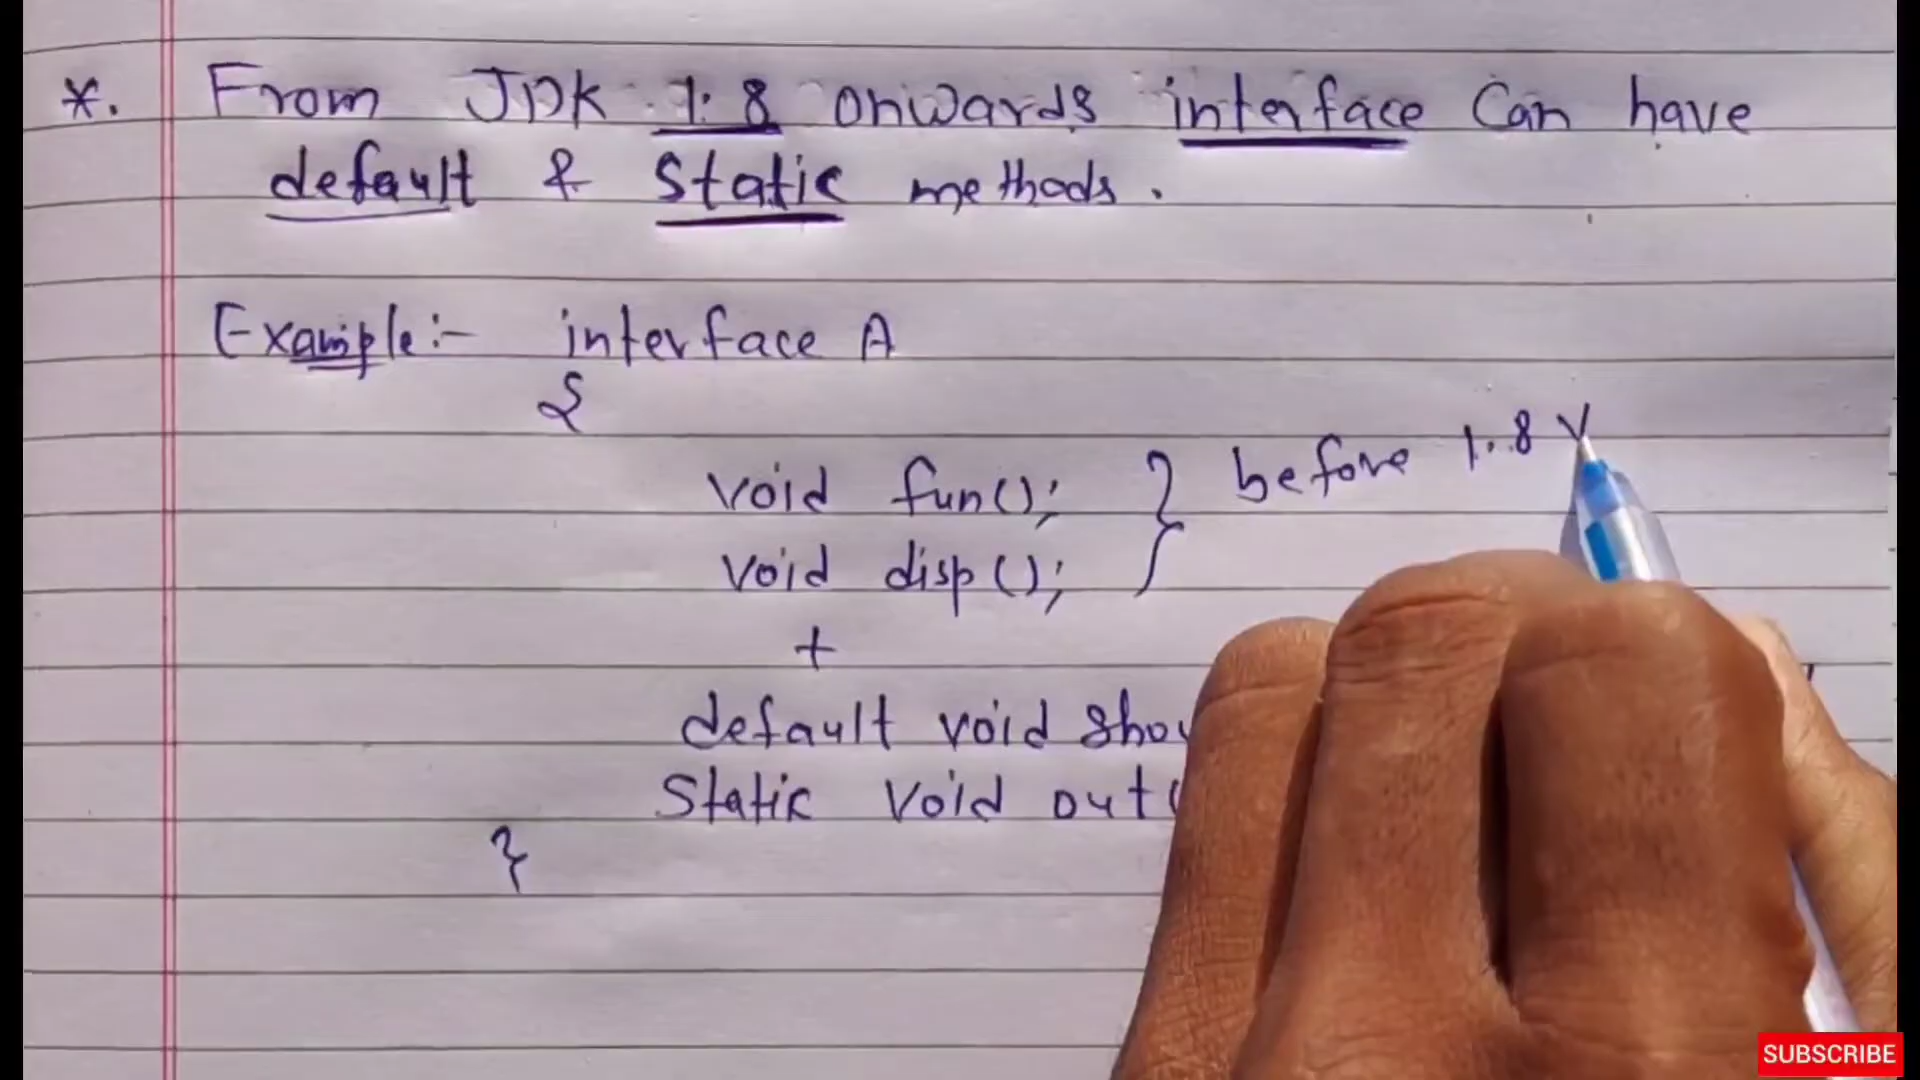 *. From JDK 1.8 onwards interface Can have
default & Static methods.
Example:- interface A
{
void fun(); } before 1.8 V
void disp();
+
default void
Static void out(
}
SUBSCRIBE